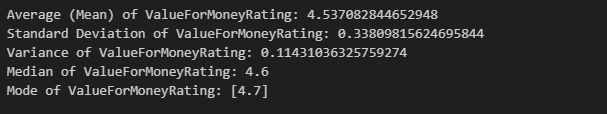 Average (Mean) of ValueForMoneyRating: 4.537082844652948
Standard Deviation of ValueForMoneyRating: 0.33809815624695844
Variance of ValueForMoneyRating: 0.11431036325759274
Median of ValueForMoneyRating: 4.6
Mode of ValueForMoneyRating: [4.7]